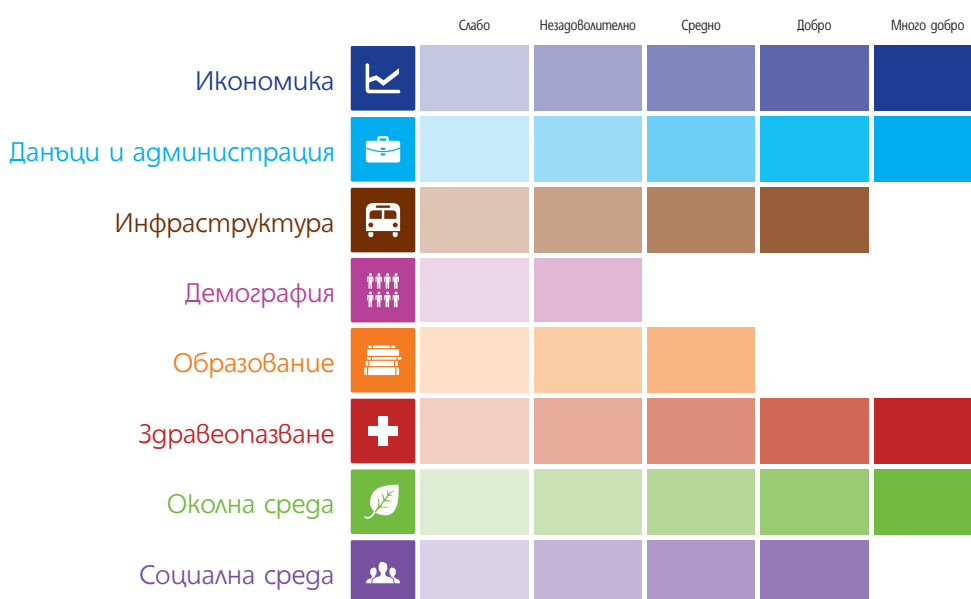 Слабо Незадоволително Средно Добро Много добро
Икономика
Данъци и администрация
Инфраструктура
Демография
Образование
Здравеопазване
Околна среда
Социална среда